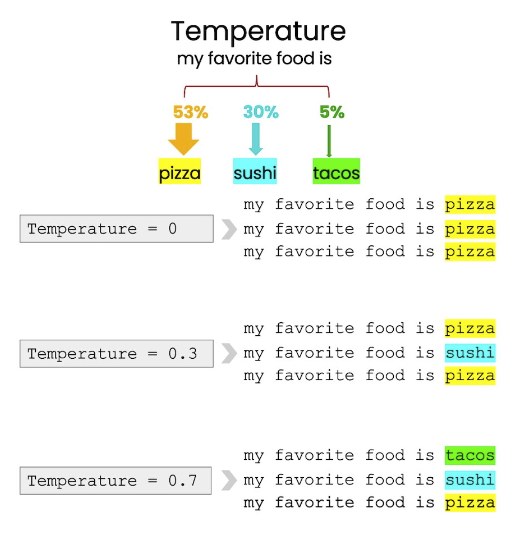 Temperature
my favorite food is
53% 30% 5%
pizza sushi tacos
my favorite food is pizza
Temperature = 0 my favorite food is pizza
my favorite food is pizza
my favorite food is pizza
Temperature = 0.3 my favorite food is sushi
my favorite food is pizza
my favorite food is tacos
Temperature = 0.7 my favorite food is sushi
my favorite food is pizza